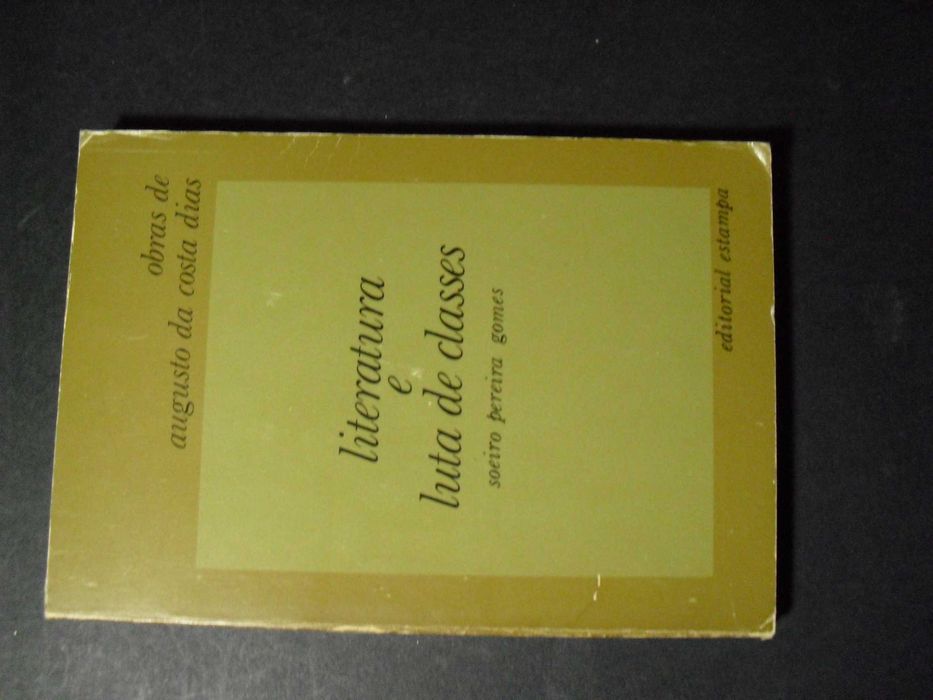 obras de
augusto da costa dias
literatura
e
luta de classes
soeiro pereira gomes
editorial estampa